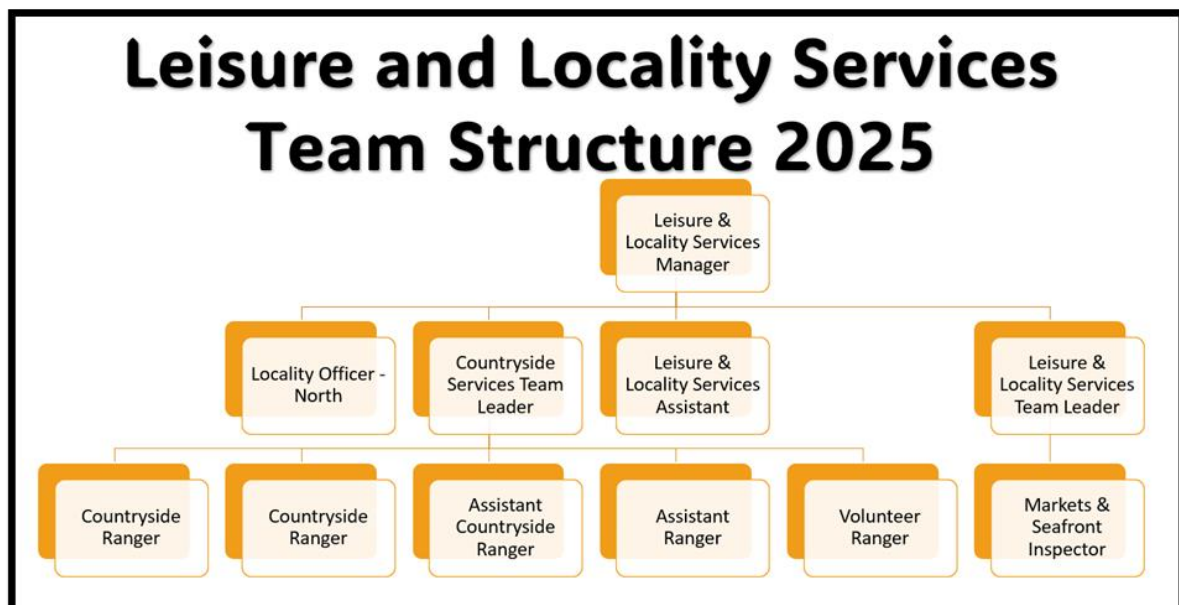 Leisure and Locality Services
Team Structure 2025
Leisure &
Locality Services
Manager
Locality Officer -
North
Countryside
Services Team
Leader
Leisure &
Locality Services
Assistant
Leisure &
Locality Services
Team Leader
Countryside
Ranger
Countryside
Ranger
Assistant
Countryside
Ranger
Assistant
Ranger
Volunteer
Ranger
Markets &
Seafront
Inspector